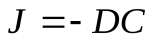 J = - DC